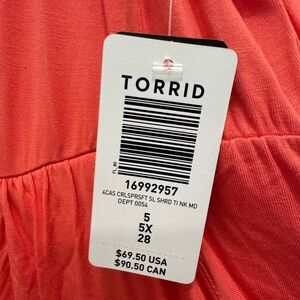 TORRID
FL_80
16992957
4CAS CRLSPRSFT SL SHRD TI NK MD
DEPT 0054
5
5X
28
$69.50 USA
$90.50 CAN